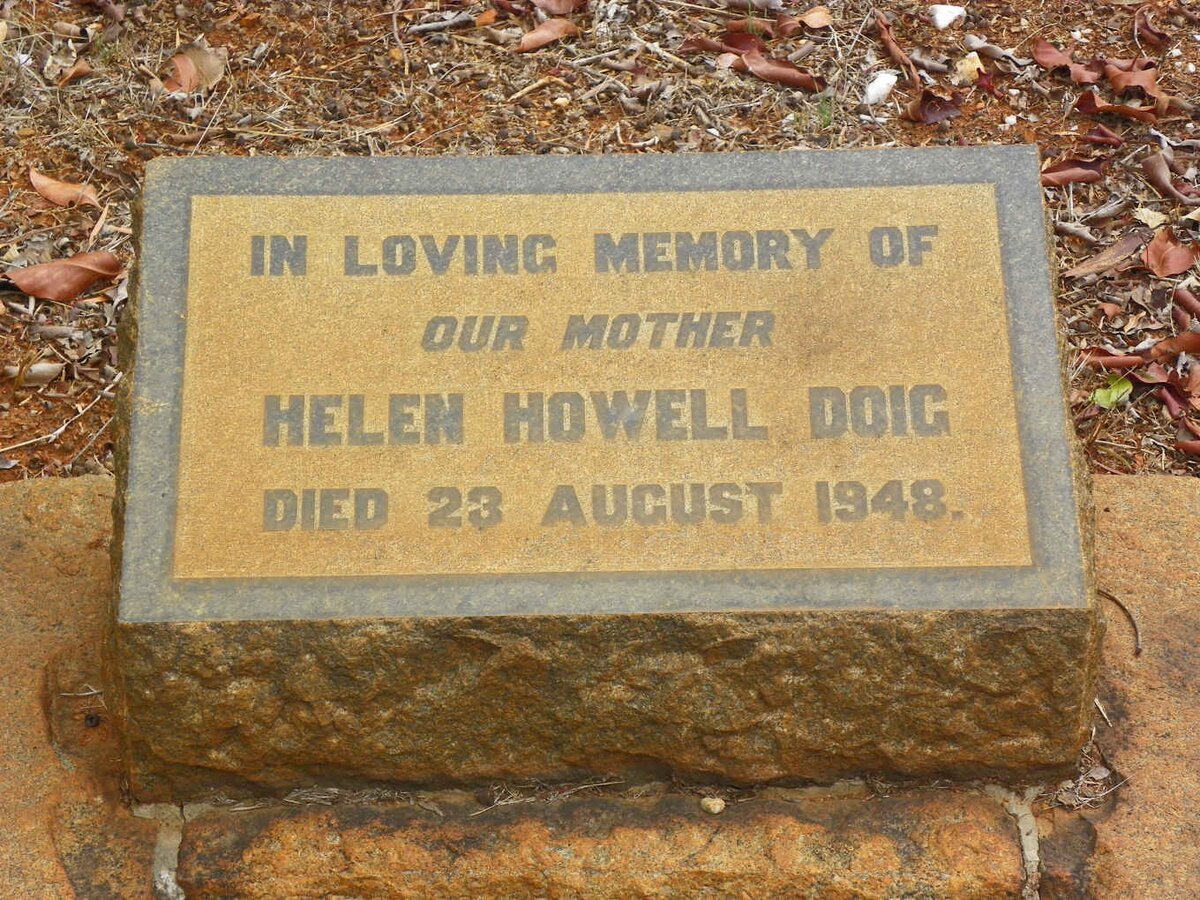 IN LOVING MEMORY OF
OUR MOTHER
HELEN HOWELL DOIG
DIED 23 AUGUST 1948.